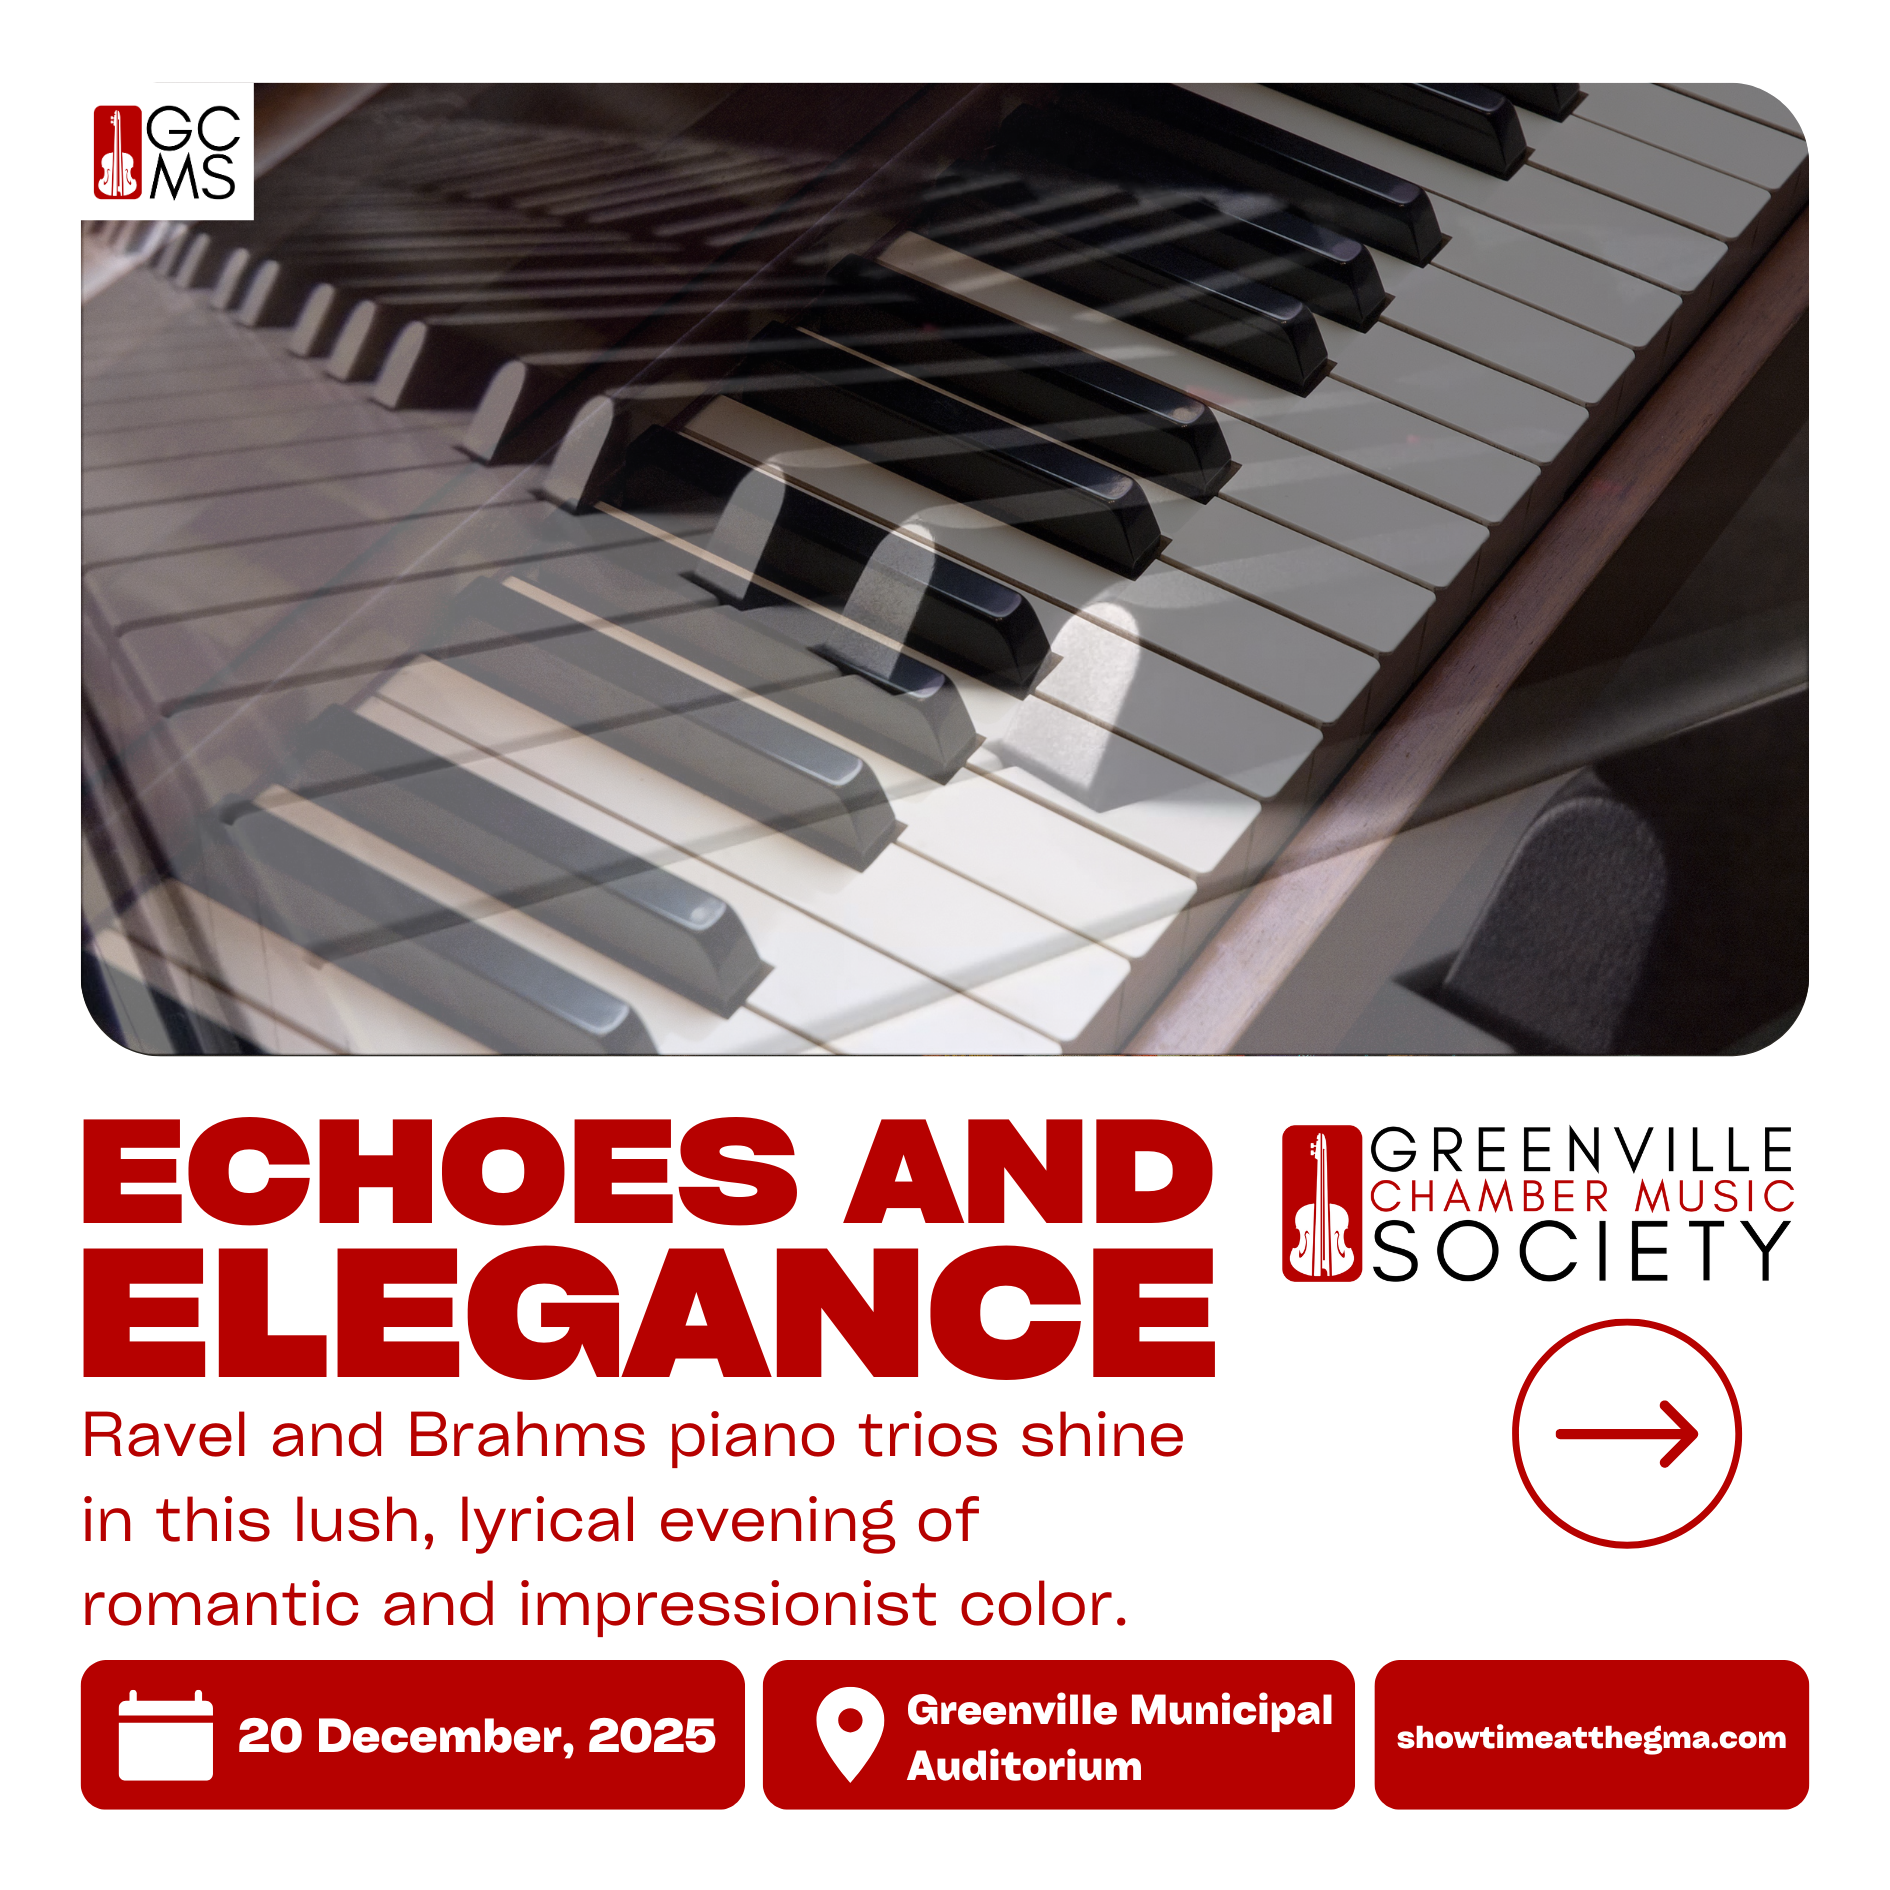 GC
MS
ECHOES AND
ELEGANCE
GREENVILLE
CHAMBER MUSIC
SOCIETY
Ravel and Brahms piano trios shine
in this lush, lyrical evening of
romantic and impressionist color.
20 December, 2025
Greenville Municipal
Auditorium
showtimeatthegma.com